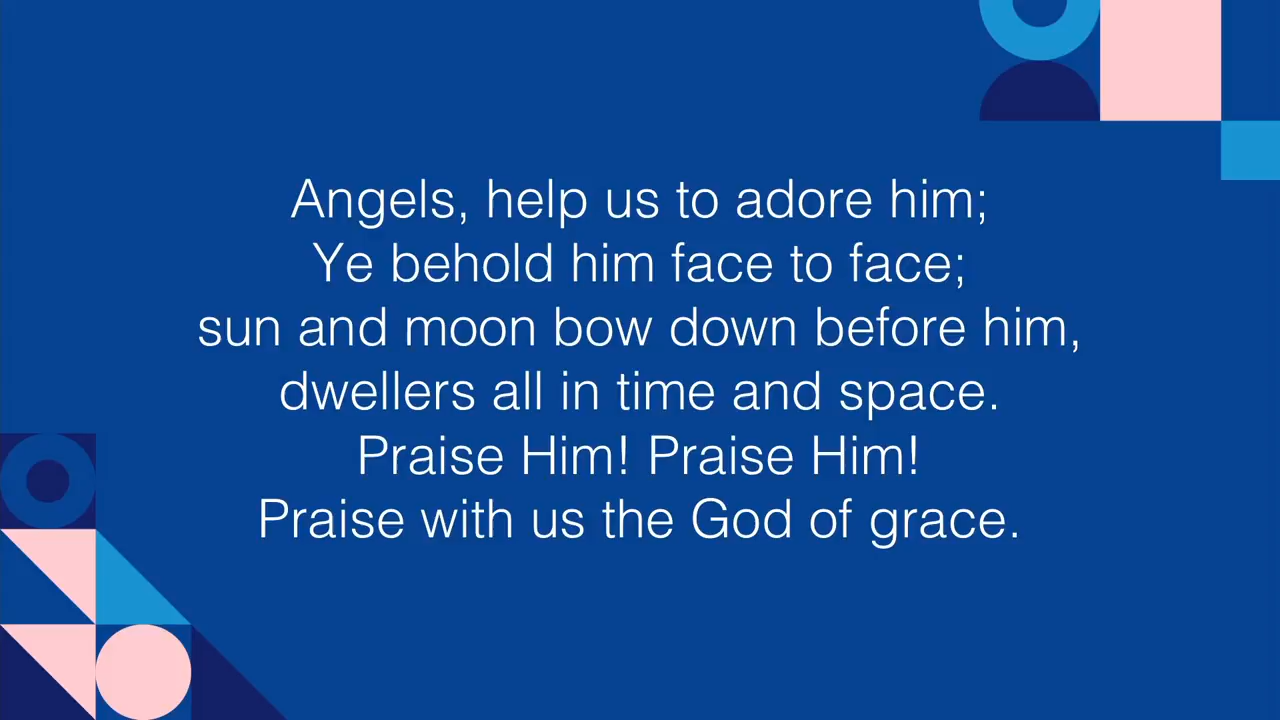 Angels, help us to adore him;
Ye behold him face to face;
sun and moon bow down before him,
dwellers all in time and space.
Praise Him! Praise Him!
Praise with us the God of grace.